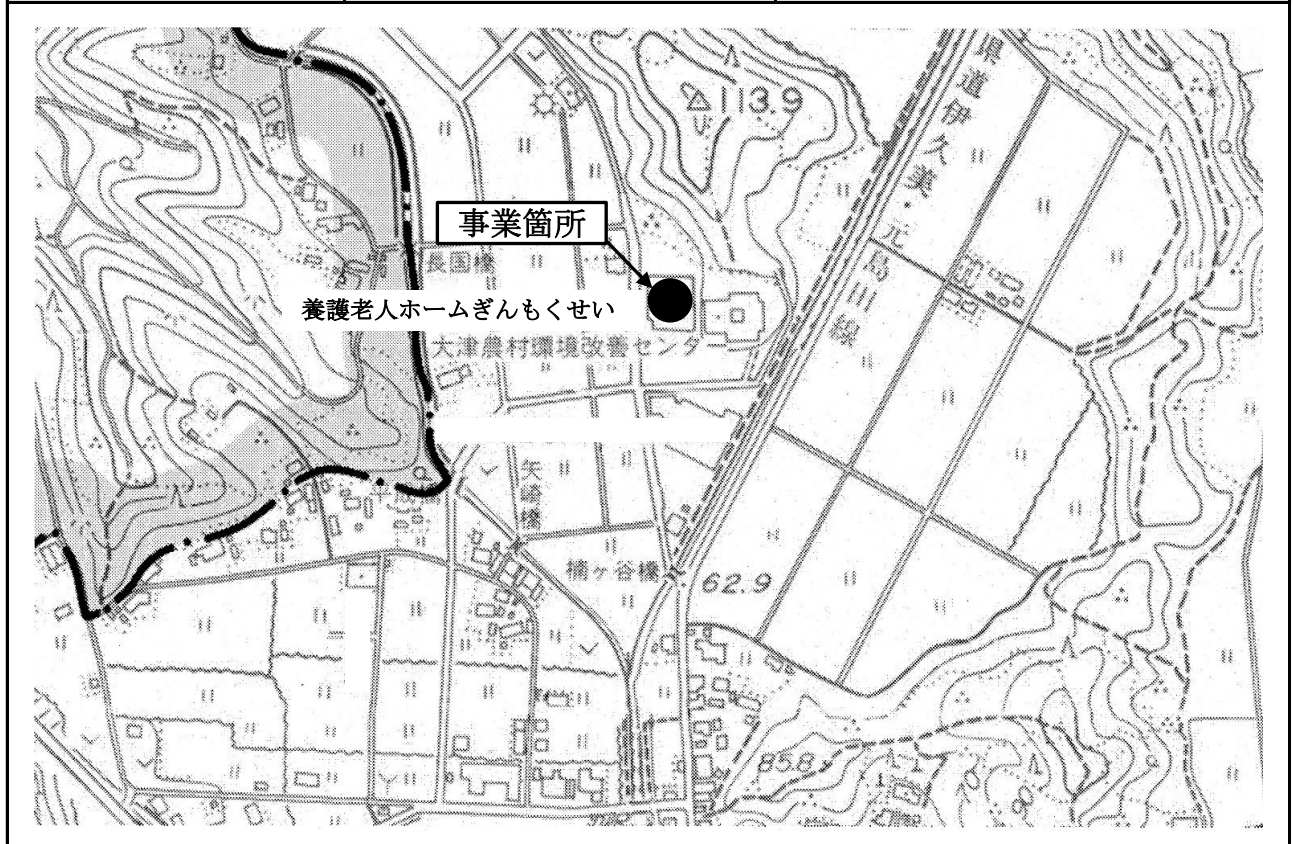 113.9
県道伊久美・元島田線
事業箇所
長国橋
養護老人ホームぎんもくせい
大津農村環境改善センター
矢崎橋
楠ヶ谷橋
62.9
85.8